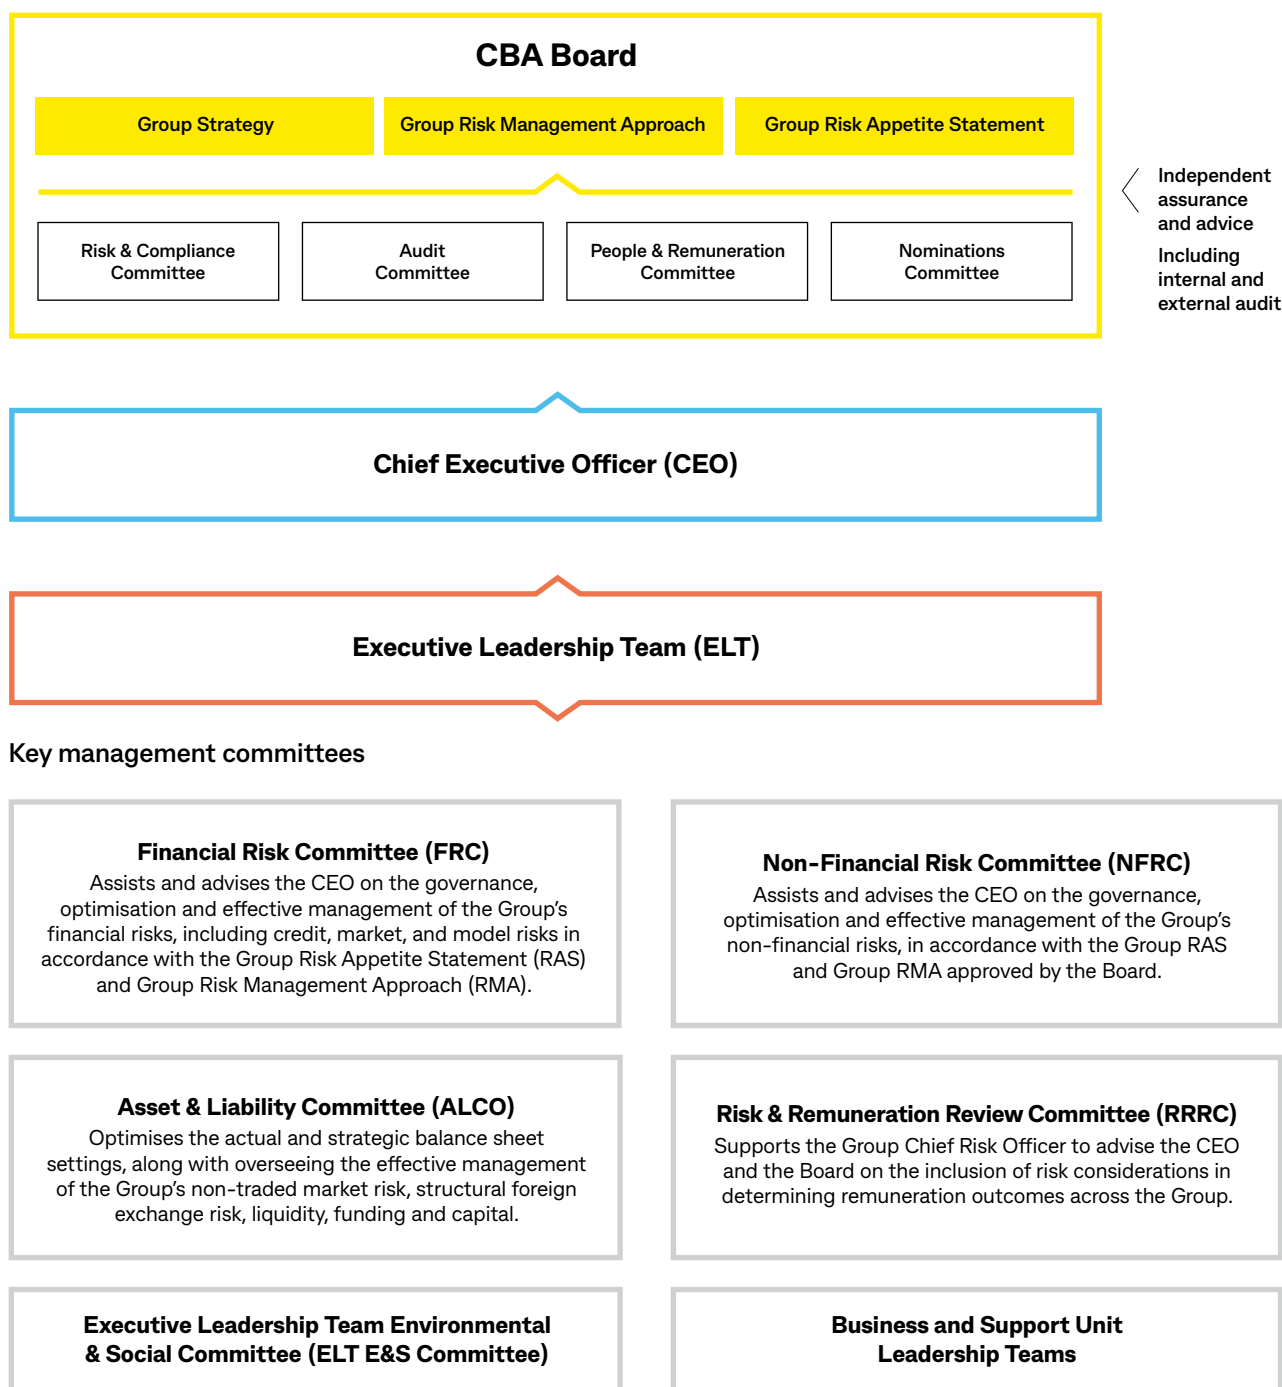 CBA Board
Group Strategy
Group Risk Management Approach
Group Risk Appetite Statement
Risk & Compliance
Committee
Audit
Committee
People & Remuneration
Committee
Nominations
Committee
Independent
assurance
and advice
Including
internal and
external audit
Chief Executive Officer (CEO)
Executive Leadership Team (ELT)
Key management committees
Financial Risk Committee (FRC)
Assists and advises the CEO on the governance,
optimisation and effective management of the Group's
financial risks, including credit, market, and model risks in
accordance with the Group Risk Appetite Statement (RAS)
and Group Risk Management Approach (RMA).
Non-Financial Risk Committee (NFRC)
Assists and advises the CEO on the governance,
optimisation and effective management of the Group's
non-financial risks, in accordance with the Group RAS
and Group RMA approved by the Board.
Asset & Liability Committee (ALCO)
Optimises the actual and strategic balance sheet
settings, along with overseeing the effective management
of the Group's non-traded market risk, structural foreign
exchange risk, liquidity, funding and capital.
Risk & Remuneration Review Committee (RRRC)
Supports the Group Chief Risk Officer to advise the CEO
and the Board on the inclusion of risk considerations in
determining remuneration outcomes across the Group.
Executive Leadership Team Environmental
& Social Committee (ELT E&S Committee)
Business and Support Unit
Leadership Teams